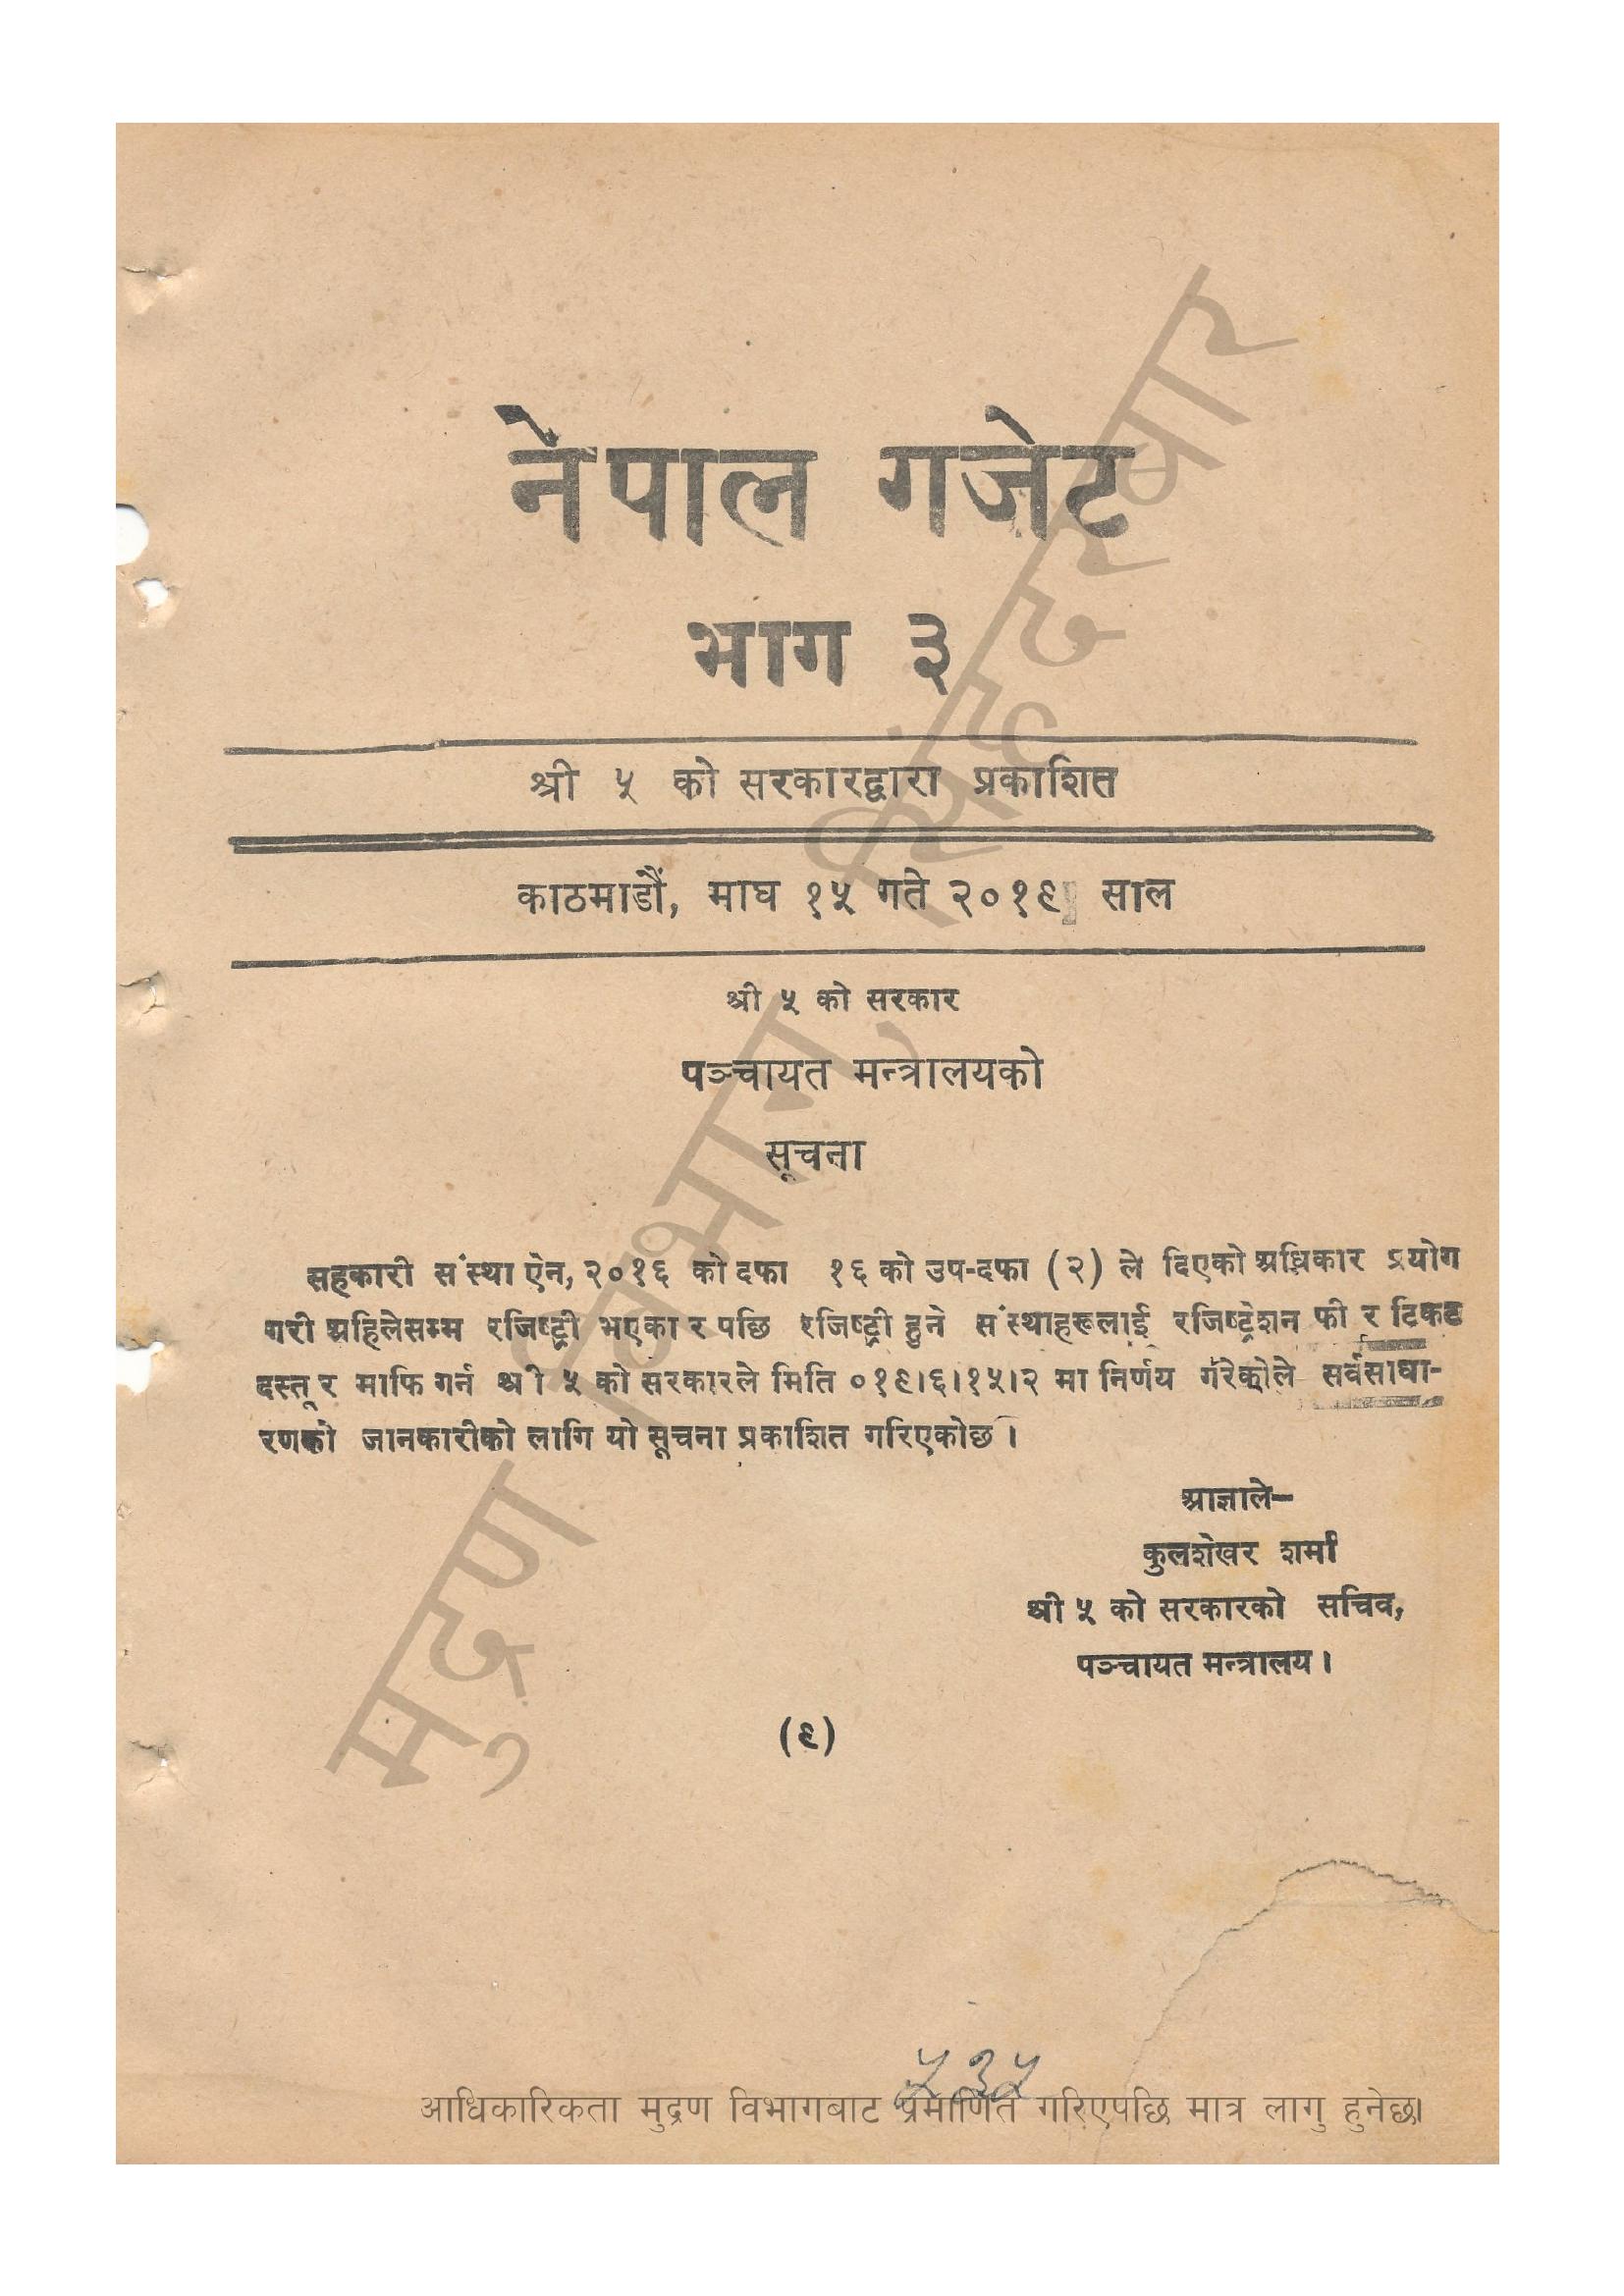 नेपाल गजेट
भाग ३
श्री ५ को सरकारद्वारा प्रकाशित
काठमाडौं, माघ १५ गते २०१९ साल
श्री ५ को सरकार
पञ्चायत मन्त्रालयको
सूचना
सहकारी संस्था ऐन, २०१६ को दफा १६ को उप-दफा (२) ले दिएको अधिकार प्रयोग
गरी अहिलेसम्म रजिष्ट्री भएका र पछि रजिष्ट्री हुने संस्थाहरूलाई रजिष्ट्रेशन फी र टिकट
दस्तूर माफि गर्न श्री ५ को सरकारले मिति ०१९।६।१५।२ मा निर्णय गरेकोले सर्वसाधा-
रणको जानकारीको लागि यो सूचना प्रकाशित गरिएकोछ ।
आज्ञाले—
कुलशेखर शर्मा
श्री ५ को सरकारको सचिव,
पञ्चायत मन्त्रालय ।
(९)
५३५
आधिकारिकता मुद्रण विभागबाट प्रमाणित गरिएपछि मात्र लागु हुनेछ।
मुद्रण विभाग, सिंहदरवार